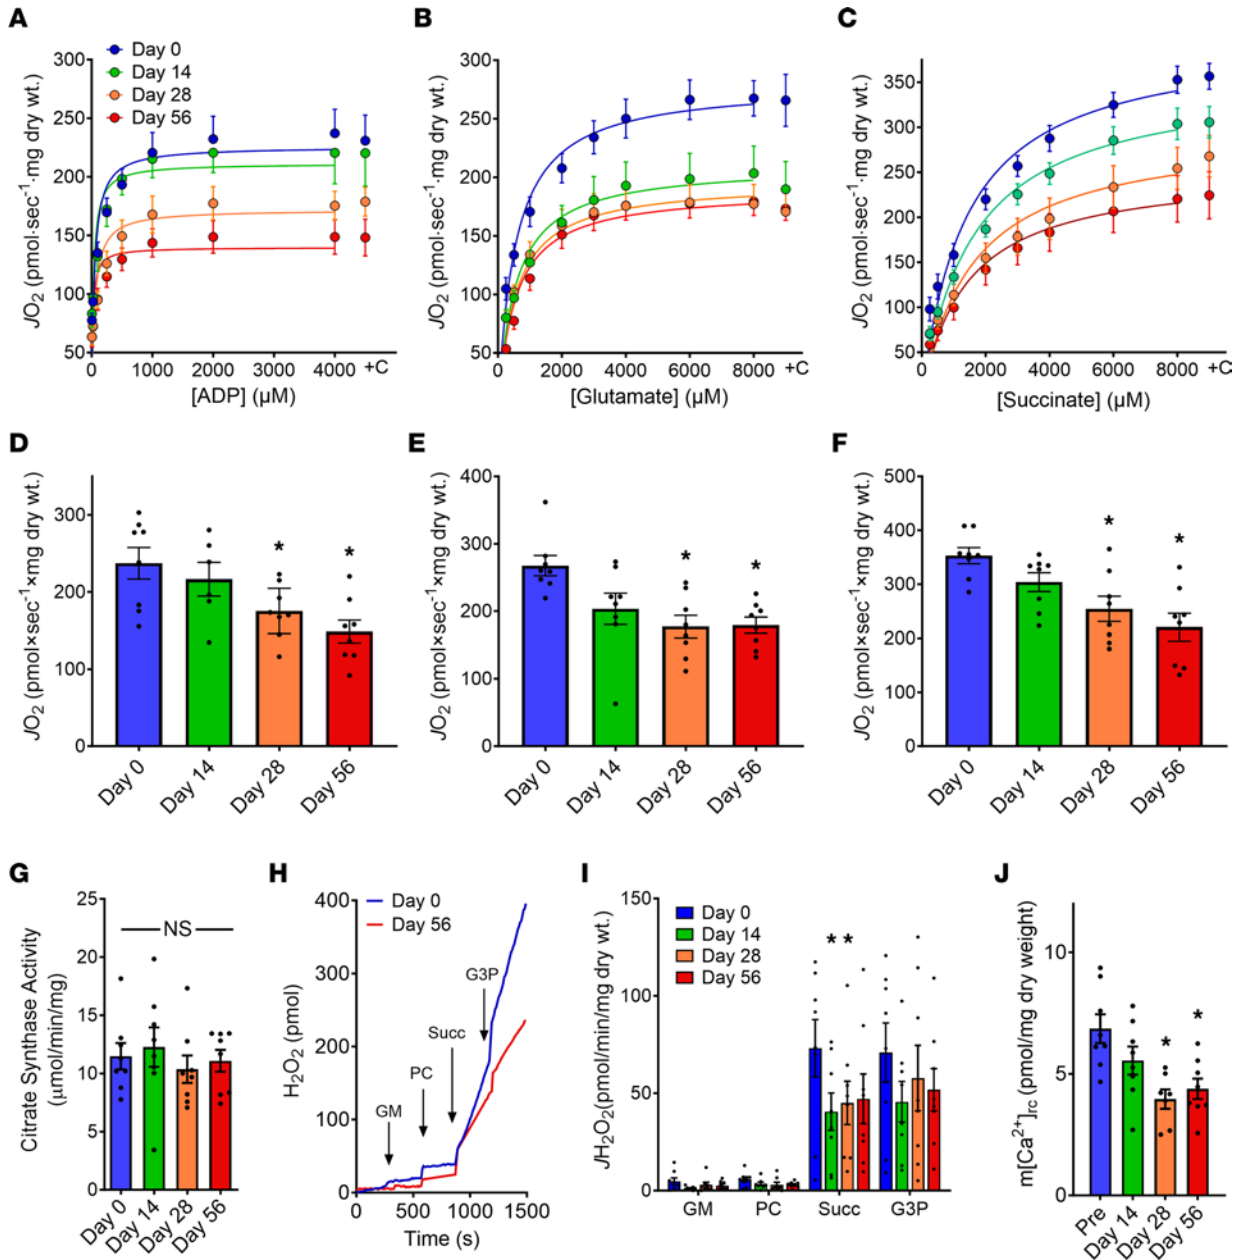 A
B
C
Day 0
Day 14
Day 28
Day 56
JO2 (pmol·sec⁻¹·mg dry wt.)
300
250
200
150
100
50
0
1000
2000
3000
4000
+C
[ADP] (µM)
JO2 (pmol·sec⁻¹·mg dry wt.)
300
250
200
150
100
50
0
2000
4000
6000
8000
+C
[Glutamate] (µM)
JO2 (pmol·sec⁻¹·mg dry wt.)
350
300
250
200
150
100
50
0
2000
4000
6000
8000
+C
[Succinate] (µM)
D
E
F
JO2 (pmol×sec⁻¹×mg dry wt.)
300
200
100
0
*
*
Day 0
Day 14
Day 28
Day 56
JO2 (pmol×sec⁻¹×mg dry wt.)
400
300
200
100
0
*
*
Day 0
Day 14
Day 28
Day 56
JO2 (pmol×sec⁻¹×mg dry wt.)
500
400
300
200
100
0
*
*
Day 0
Day 14
Day 28
Day 56
G
H
I
J
Citrate Synthase Activity
(µmol/min/mg)
25
20
15
10
5
0
NS
Day 0
Day 14
Day 28
Day 56
H2O2 (pmol)
400
300
200
100
0
Day 0
Day 56
G3P
Succ
PC
GM
0
500
1000
1500
Time (s)
JH2O2(pmol/min/mg dry wt.)
150
100
50
0
Day 0
Day 14
Day 28
Day 56
* *
GM
PC
Succ
G3P
m[Ca²⁺]rc (pmol/mg dry weight)
10
5
0
*
*
Pre
Day 14
Day 28
Day 56